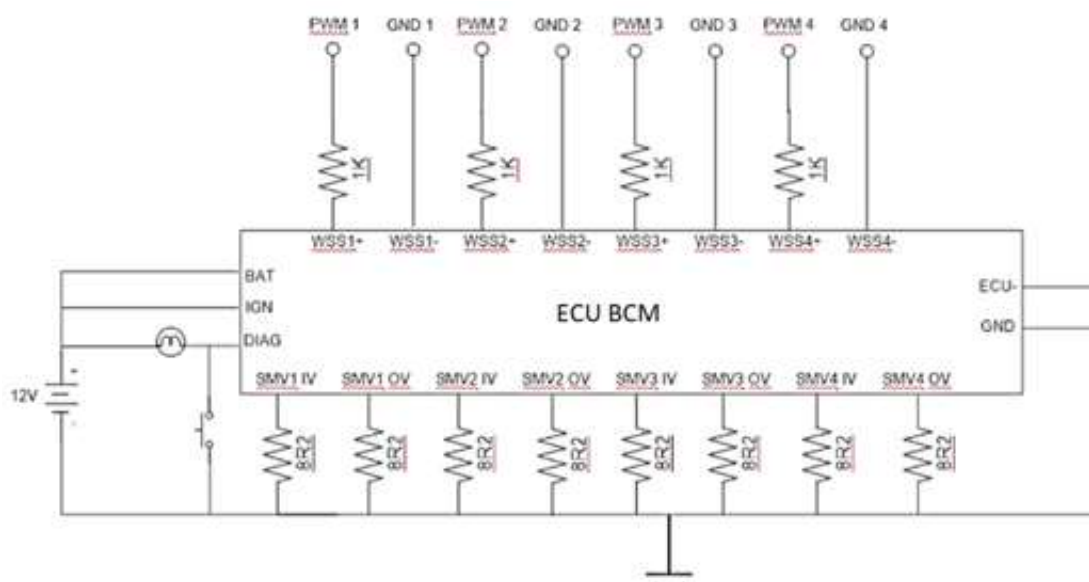 PWM 1 GND 1 PWM 2 GND 2 PWM 3 GND 3 PWM 4 GND 4
1K 1K 1K 1K
WSS1+ WSS1- WSS2+ WSS2- WSS3+ WSS3- WSS4+ WSS4-
BAT
ECU-
IGN
ECU BCM
GND
DIAG
SMV1 IV SMV1 OV SMV2 IV SMV2 OV SMV3 IV SMV3 OV SMV4 IV SMV4 OV
12V
+
-
8R2 8R2 8R2 8R2 8R2 8R2 8R2 8R2